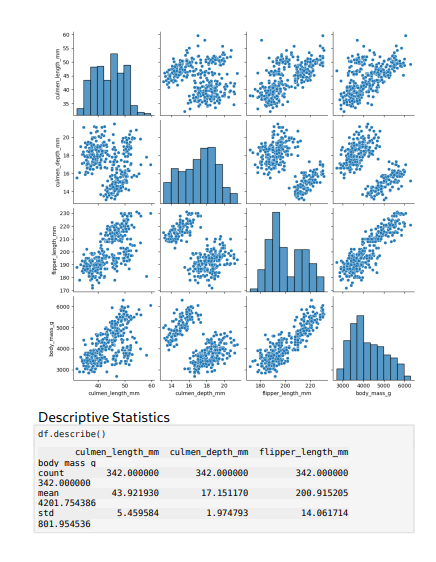 60
55
50
45
40
35
culmen_length_mm
20
18
16
14
culmen_depth_mm
230
220
210
200
190
180
170
flipper_length_mm
6000
5000
4000
3000
body_mass_g
40 50 60 14 16 18 20 180 200 220 3000 4000 5000 6000
culmen_length_mm culmen_depth_mm flipper_length_mm body_mass_g
Descriptive Statistics
df.describe()
culmen_length_mm culmen_depth_mm flipper_length_mm
body_mass_g
count 342.000000 342.000000 342.000000
342.000000
mean 43.921930 17.151170 200.915205
4201.754386
std 5.459584 1.974793 14.061714
801.954536